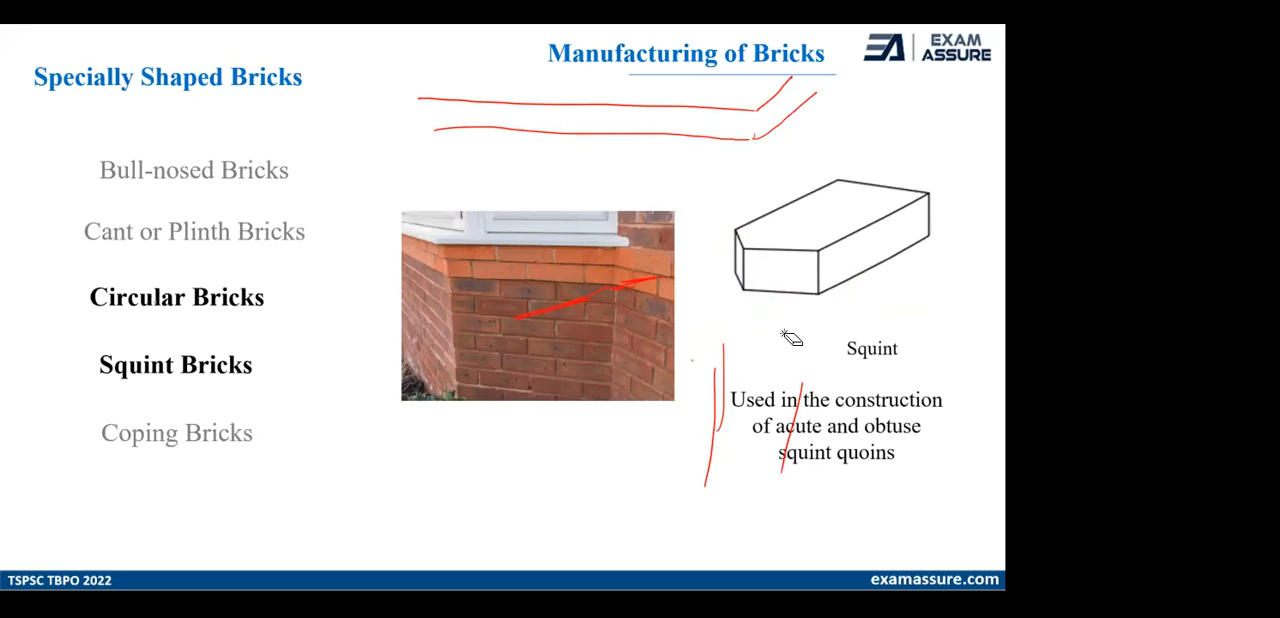 Manufacturing of Bricks
EXAM
ASSURE
Specially Shaped Bricks
Bull-nosed Bricks
Cant or Plinth Bricks
Circular Bricks
Squint Bricks
Coping Bricks
Squint
Used in the construction
of acute and obtuse
squint quoins
TSPSC TBPO 2022
examassure.com